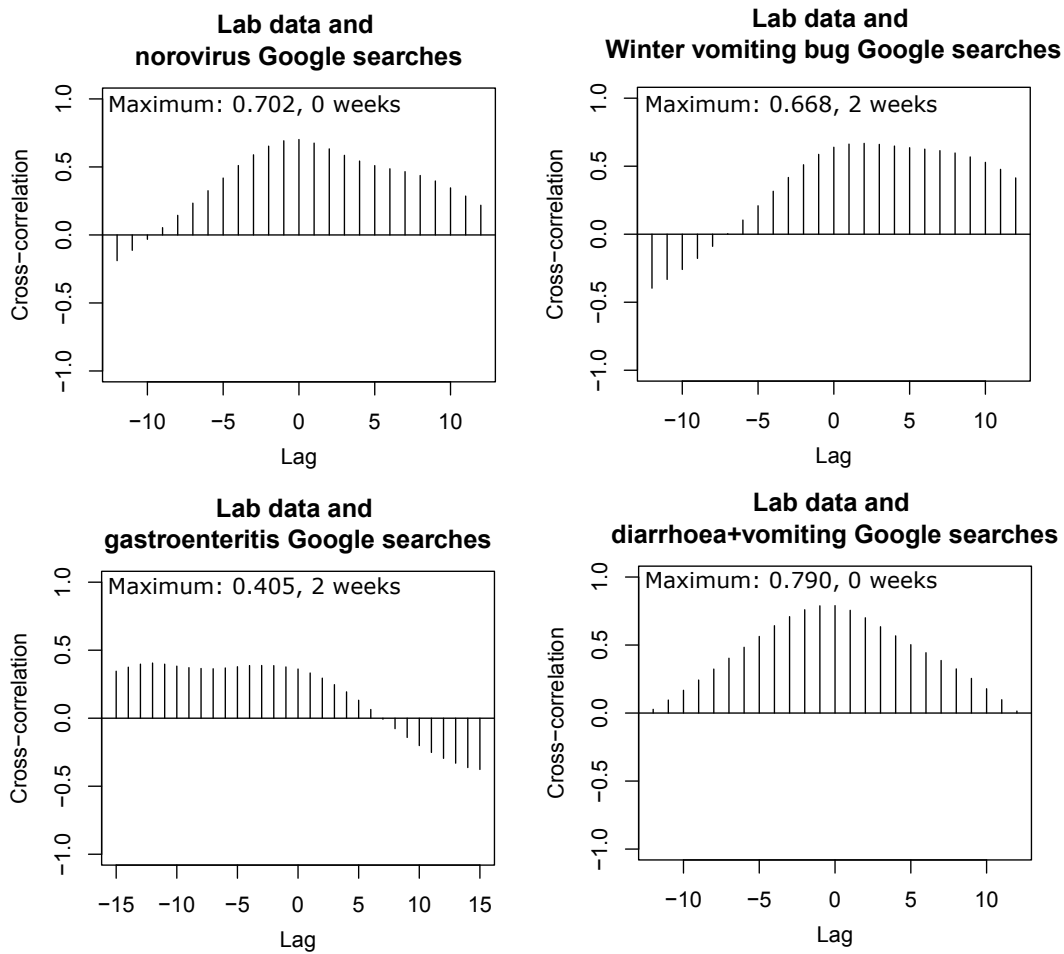 Lab data and
norovirus Google searches
Maximum: 0.702, 0 weeks
Cross−correlation
1.0
0.5
0.0
−0.5
−1.0
−10 −5 0 5 10
Lag
Lab data and
Winter vomiting bug Google searches
Maximum: 0.668, 2 weeks
Cross−correlation
1.0
0.5
0.0
−0.5
−1.0
−10 −5 0 5 10
Lag
Lab data and
gastroenteritis Google searches
Maximum: 0.405, 2 weeks
Cross−correlation
1.0
0.5
0.0
−0.5
−1.0
−15 −10 −5 0 5 10 15
Lag
Lab data and
diarrhoea+vomiting Google searches
Maximum: 0.790, 0 weeks
Cross−correlation
1.0
0.5
0.0
−0.5
−1.0
−10 −5 0 5 10
Lag